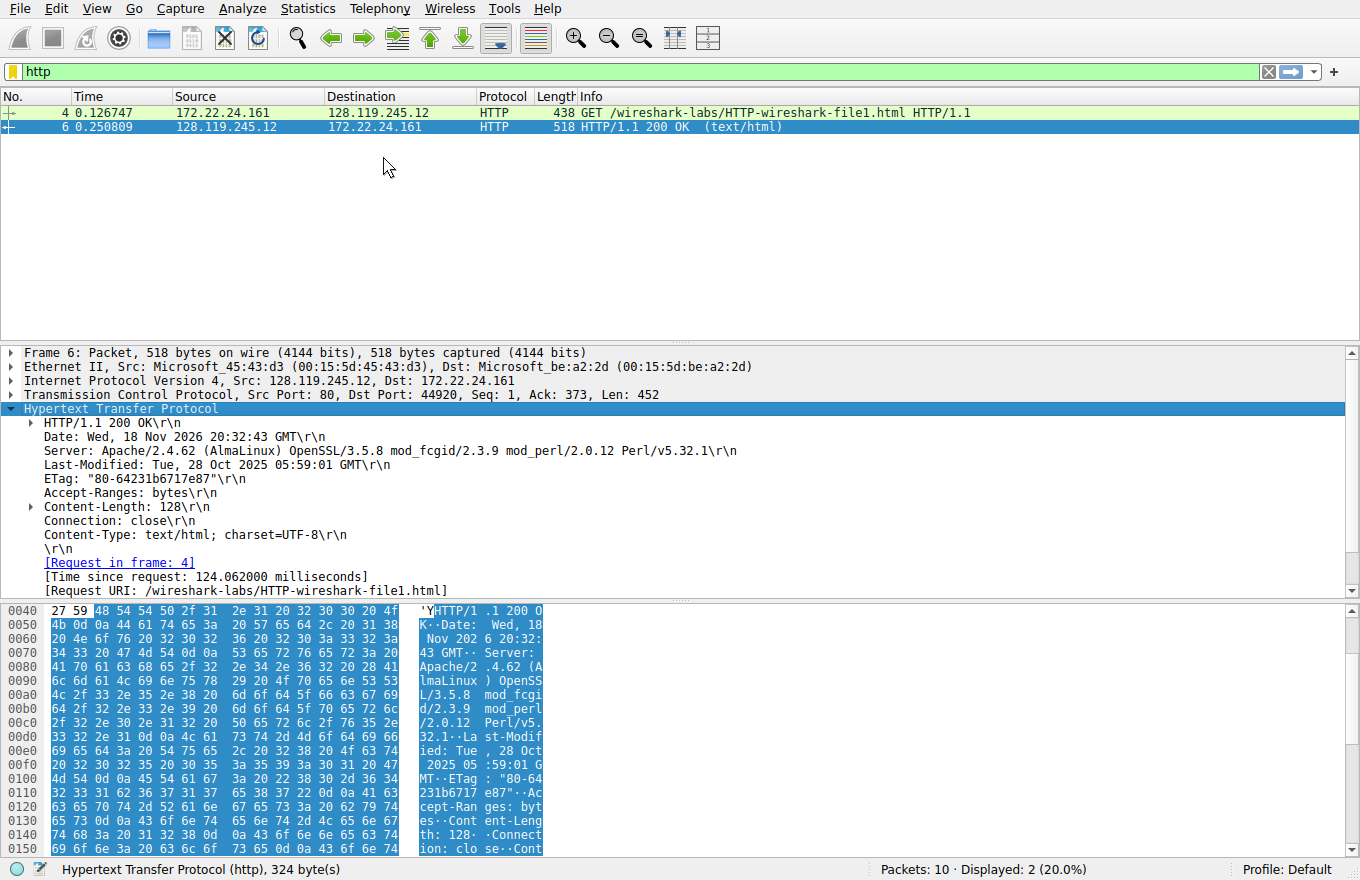 File Edit View Go Capture Analyze Statistics Telephony Wireless Tools Help
http
No. Time Source Destination Protocol Length Info
4 0.126747 172.22.24.161 128.119.245.12 HTTP 438 GET /wireshark-labs/HTTP-wireshark-file1.html HTTP/1.1
6 0.250809 128.119.245.12 172.22.24.161 HTTP 518 HTTP/1.1 200 OK (text/html)
Frame 6: Packet, 518 bytes on wire (4144 bits), 518 bytes captured (4144 bits)
Ethernet II, Src: Microsoft_45:43:d3 (00:15:5d:45:43:d3), Dst: Microsoft_be:a2:2d (00:15:5d:be:a2:2d)
Internet Protocol Version 4, Src: 128.119.245.12, Dst: 172.22.24.161
Transmission Control Protocol, Src Port: 80, Dst Port: 44920, Seq: 1, Ack: 373, Len: 452
Hypertext Transfer Protocol
HTTP/1.1 200 OK\r\n
Date: Wed, 18 Nov 2026 20:32:43 GMT\r\n
Server: Apache/2.4.62 (AlmaLinux) OpenSSL/3.5.8 mod_fcgid/2.3.9 mod_perl/2.0.12 Perl/v5.32.1\r\n
Last-Modified: Tue, 28 Oct 2025 05:59:01 GMT\r\n
ETag: "80-64231b6717e87"\r\n
Accept-Ranges: bytes\r\n
Content-Length: 128\r\n
Connection: close\r\n
Content-Type: text/html; charset=UTF-8\r\n
\r\n
[Request in frame: 4]
[Time since request: 124.062000 milliseconds]
[Request URI: /wireshark-labs/HTTP-wireshark-file1.html]
0040 27 59 48 54 54 50 2f 31 2e 31 20 32 30 30 20 4f 'YHTTP/1 .1 200 O
0050 4b 0d 0a 44 61 74 65 3a 20 57 65 64 2c 20 31 38 K··Date: Wed, 18
0060 20 4e 6f 76 20 32 30 32 36 20 32 30 3a 33 32 3a Nov 202 6 20:32:
0070 34 33 20 47 4d 54 0d 0a 53 65 72 76 65 72 3a 20 43 GMT·· Server:
0080 41 70 61 63 68 65 2f 32 2e 34 2e 36 32 20 28 41 Apache/2 .4.62 (A
0090 6c 6d 61 4c 69 6e 75 78 29 20 4f 70 65 6e 53 53 lmaLinux ) OpenSS
00a0 4c 2f 33 2e 35 2e 38 20 6d 6f 64 5f 66 63 67 69 L/3.5.8 mod_fcgi
00b0 64 2f 32 2e 33 2e 39 20 6d 6f 64 5f 70 65 72 6c d/2.3.9 mod_perl
00c0 2f 32 2e 30 2e 31 32 20 50 65 72 6c 2f 76 35 2e /2.0.12 Perl/v5.
00d0 33 32 2e 31 0d 0a 4c 61 73 74 2d 4d 6f 64 69 66 32.1··La st-Modif
00e0 69 65 64 3a 20 54 75 65 2c 20 32 38 20 4f 63 74 ied: Tue , 28 Oct
00f0 20 32 30 32 35 20 30 35 3a 35 39 3a 30 31 20 47 2025 05 :59:01 G
0100 4d 54 0d 0a 45 54 61 67 3a 20 22 38 30 2d 36 34 MT··ETag : "80-64
0110 32 33 31 62 36 37 31 37 65 38 37 22 0d 0a 41 63 231b6717 e87"··Ac
0120 63 65 70 74 2d 52 61 6e 67 65 73 3a 20 62 79 74 cept-Ran ges: byt
0130 65 73 0d 0a 43 6f 6e 74 65 6e 74 2d 4c 65 6e 67 es··Cont ent-Leng
0140 74 68 3a 20 31 32 38 0d 0a 43 6f 6e 6e 65 63 74 th: 128· ·Connect
0150 69 6f 6e 3a 20 63 6c 6f 73 65 0d 0a 43 6f 6e 74 ion: clo se··Cont
Hypertext Transfer Protocol (http), 324 byte(s) Packets: 10 · Displayed: 2 (20.0%) Profile: Default